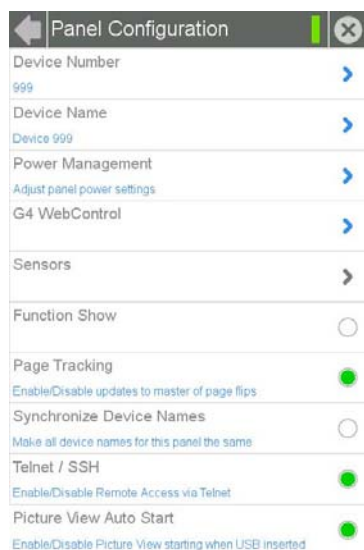 Panel Configuration
Device Number
999
Device Name
Device 999
Power Management
Adjust panel power settings
G4 WebControl
Sensors
Function Show
Page Tracking
Enable/Disable updates to master of page flips
Synchronize Device Names
Make all device names for this panel the same
Telnet / SSH
Enable/Disable Remote Access via Telnet
Picture View Auto Start
Enable/Disable Picture View starting when USB inserted